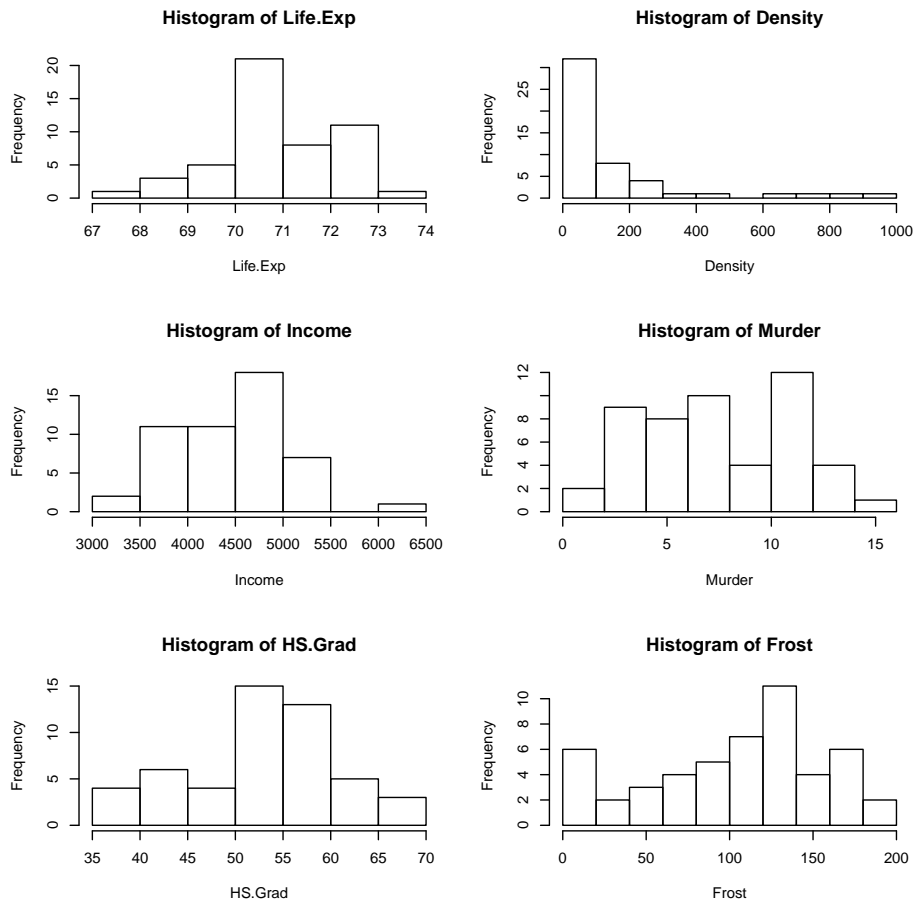 Histogram of Life.Exp
Frequency
0 5 10 15 20
67 68 69 70 71 72 73 74
Life.Exp
Histogram of Density
Frequency
0 5 15 25
0 200 400 600 800 1000
Density
Histogram of Income
Frequency
0 5 10 15
3000 3500 4000 4500 5000 5500 6000 6500
Income
Histogram of Murder
Frequency
0 2 4 6 8 12
0 5 10 15
Murder
Histogram of HS.Grad
Frequency
0 5 10 15
35 40 45 50 55 60 65 70
HS.Grad
Histogram of Frost
Frequency
0 2 4 6 8 10
0 50 100 150 200
Frost